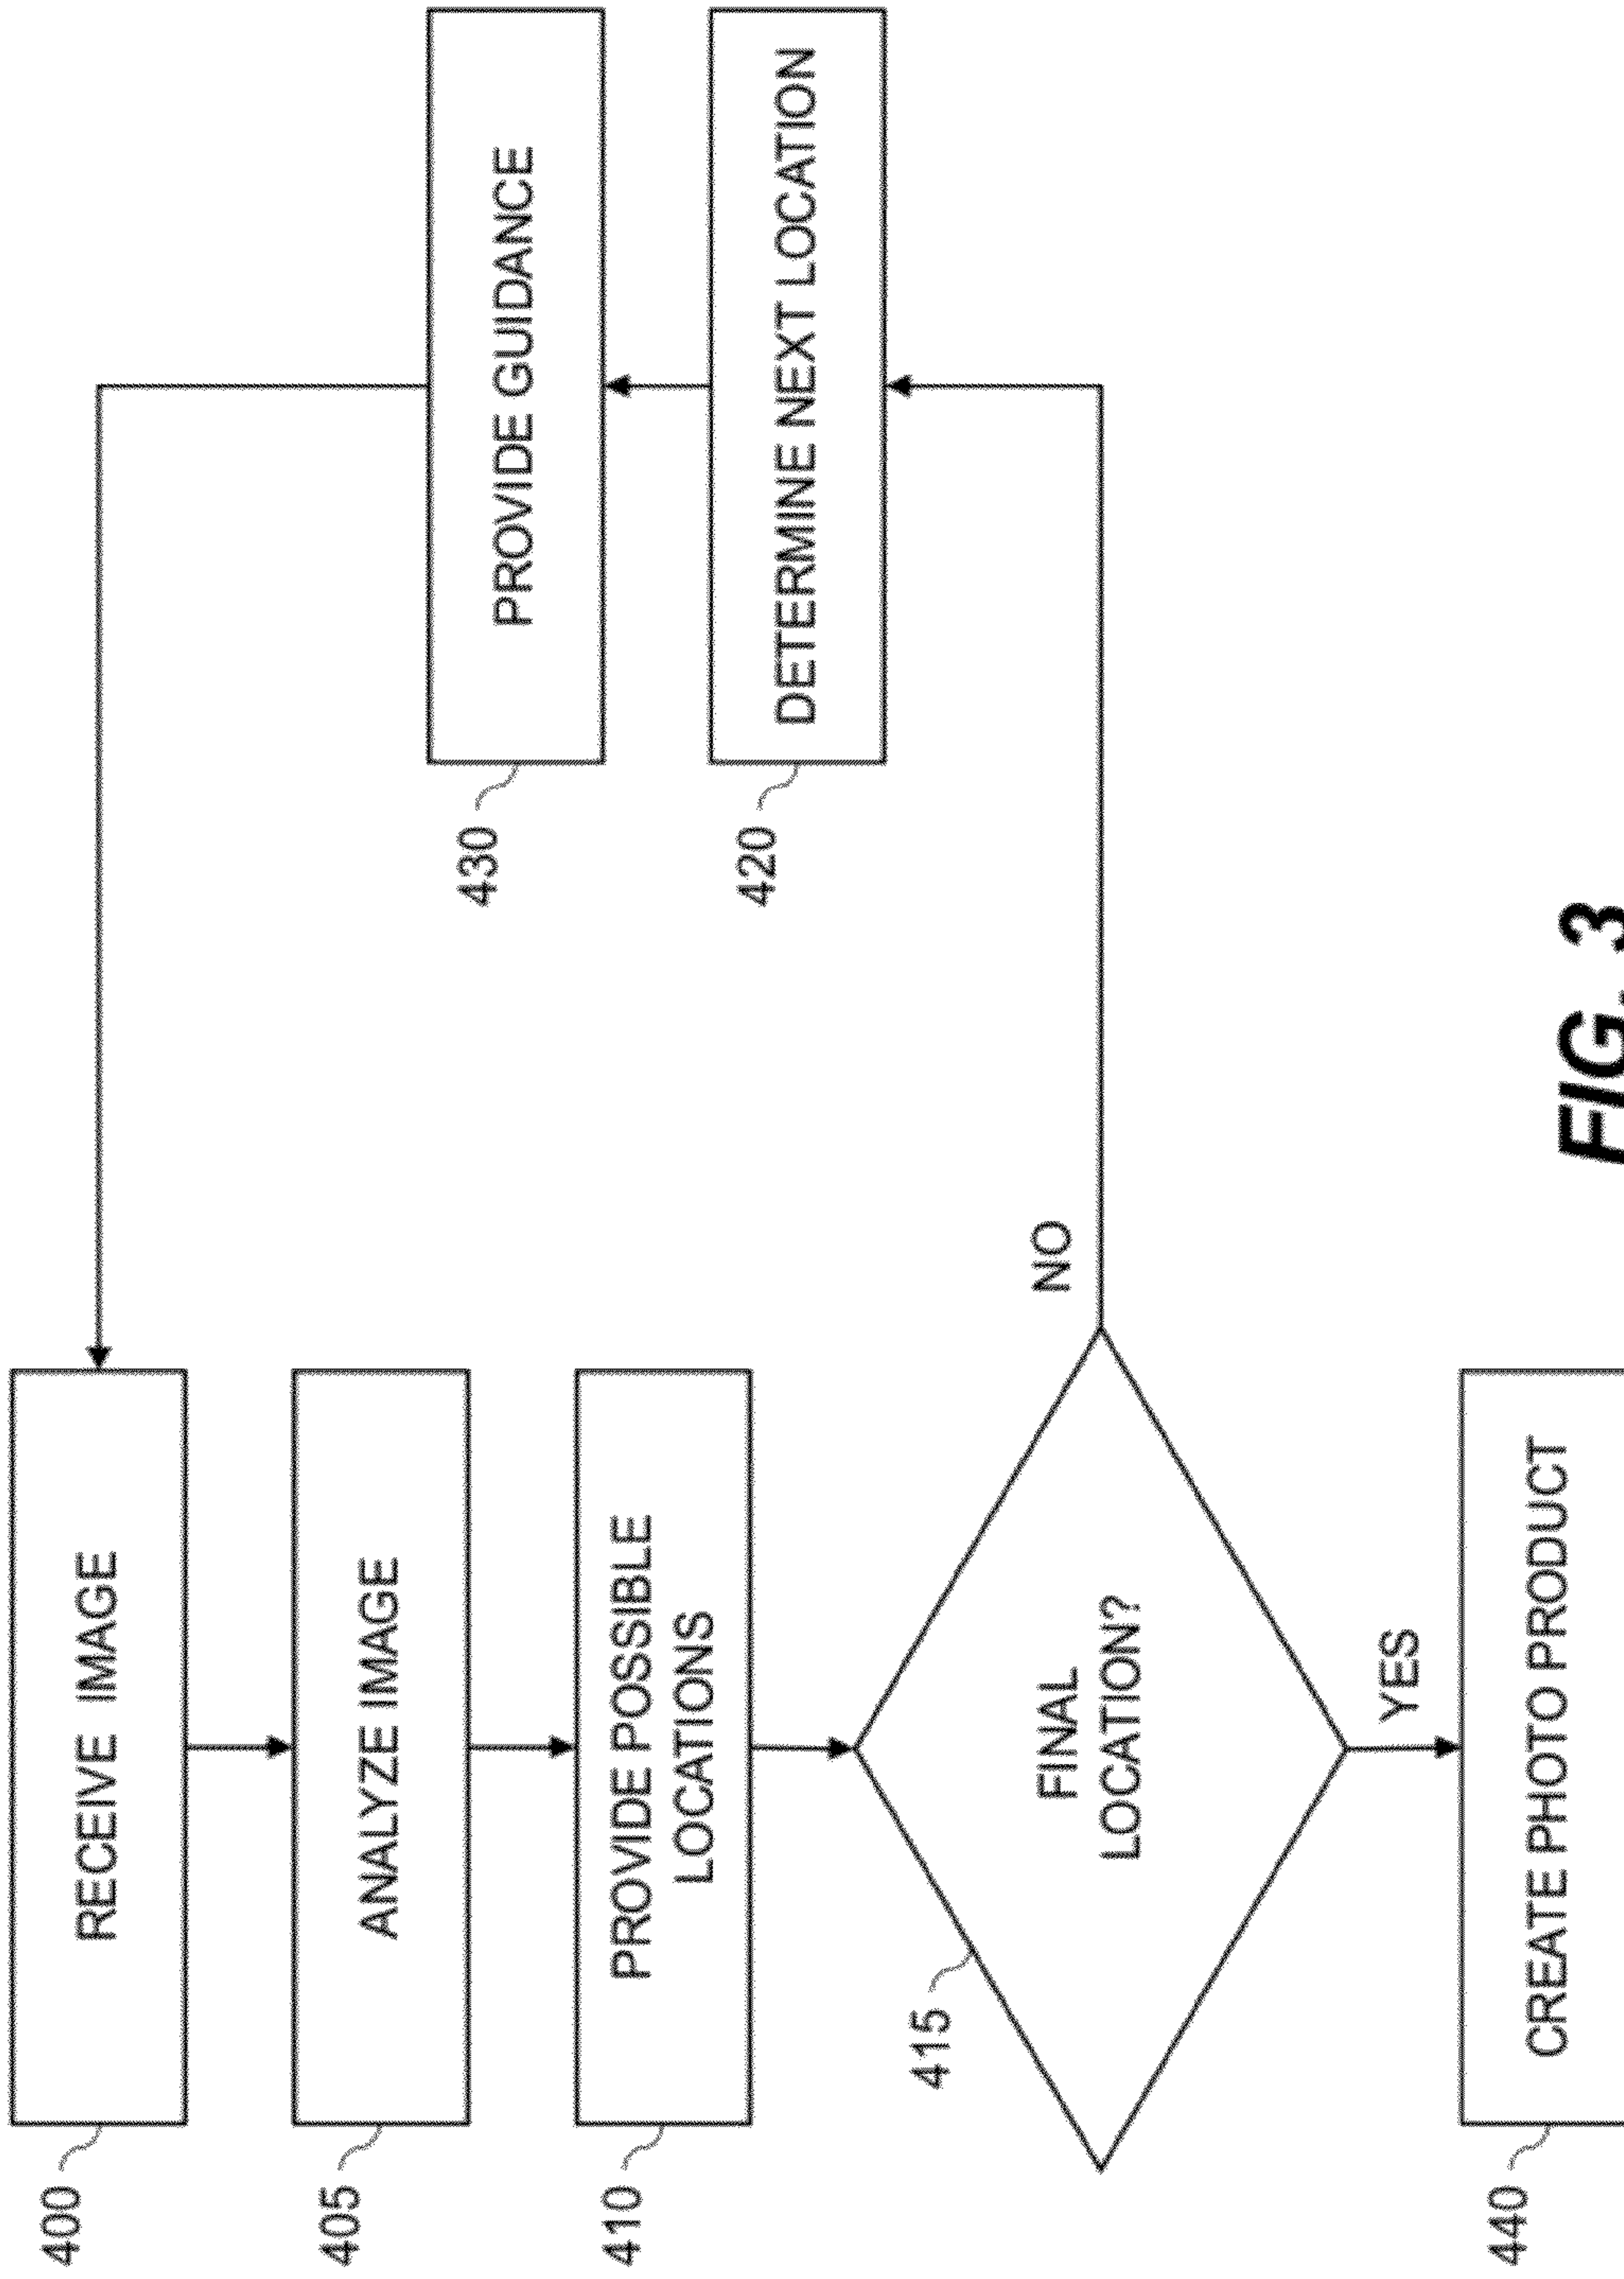 400
RECEIVE IMAGE
405
ANALYZE IMAGE
410
PROVIDE POSSIBLE
LOCATIONS
415
FINAL
LOCATION?
NO
YES
440
CREATE PHOTO PRODUCT
430
PROVIDE GUIDANCE
420
DETERMINE NEXT LOCATION
FIG. 3